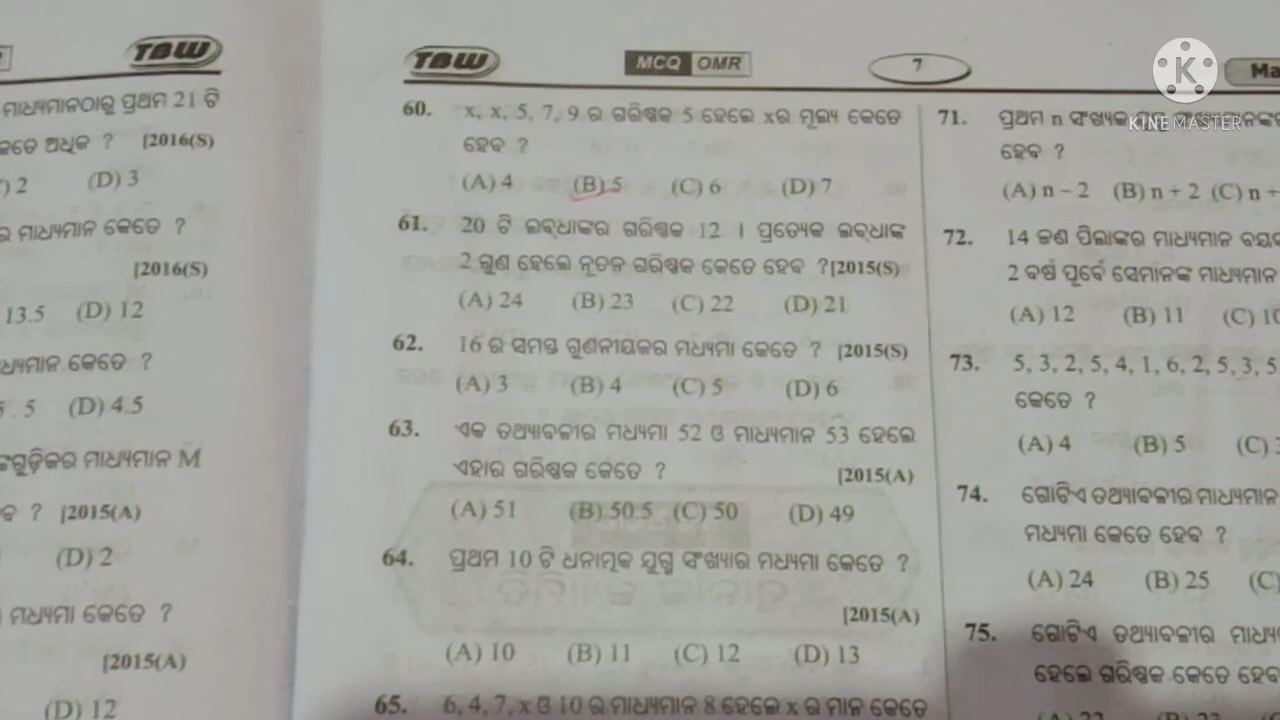 TBW
ମାଧ୍ୟମାନଠାରୁ ପ୍ରଥମ 21 ଟି
ଅଧିକ ? [2016(S)
2 (D) 3
ମାଧ୍ୟମାନ କେତେ ?
[2016(S)
13.5 (D) 12
କେତେ ?
5 (D) 4.5
ମାଧ୍ୟମାନ M
? [2015(A)
(D) 2
ମଧ୍ୟମା କେତେ ?
[2015(A)
(D) 12
TBW MCQ OMR 7
60. x, x, 5, 7, 9 ର ଗରିଷ୍ଠକ 5 ହେଲେ xର ମୂଲ୍ୟ କେତେ
ହେବ ?
(A) 4 (B) 5 (C) 6 (D) 7
61. 20 ଟି ଲବ୍ଧାଙ୍କର ଗରିଷ୍ଠକ 12 । ପ୍ରତ୍ୟେକ ଲବ୍ଧାଙ୍କ
2 ଗୁଣ ହେଲେ ନୂତନ ଗରିଷ୍ଠକ କେତେ ହେବ ?[2015(S)
(A) 24 (B) 23 (C) 22 (D) 21
62. 16 ର ସମସ୍ତ ଗୁଣନୀୟକର ମଧ୍ୟମା କେତେ ? [2015(S)
(A) 3 (B) 4 (C) 5 (D) 6
63. ଏକ ତଥ୍ୟାବଳୀର ମଧ୍ୟମା 52 ଓ ମାଧ୍ୟମାନ 53 ହେଲେ
ଏହାର ଗରିଷ୍ଠକ କେତେ ? [2015(A)
(A) 51 (B) 50.5 (C) 50 (D) 49
64. ପ୍ରଥମ 10 ଟି ଧନାତ୍ମକ ଯୁଗ୍ମ ସଂଖ୍ୟାର ମଧ୍ୟମା କେତେ ?
[2015(A)
(A) 10 (B) 11 (C) 12 (D) 13
65. 6, 4, 7, x ଓ 10 ର ମାଧ୍ୟମାନ 8 ହେଲେ x ର ମାନ କେତେ
K
KINEMASTER
71. ପ୍ରଥମ n ସଂଖ୍ୟକ
ହେବ ?
(A) n − 2 (B) n + 2 (C) n +
72. 14 ଜଣ ପିଲାଙ୍କର ମାଧ୍ୟମାନ
2 ବର୍ଷ ପୂର୍ବେ ସେମାନଙ୍କ ମାଧ୍ୟମାନ
(A) 12 (B) 11 (C)
73. 5, 3, 2, 5, 4, 1, 6, 2, 5, 3, 5
କେତେ ?
(A) 4 (B) 5 (C)
74. ଗୋଟିଏ ତଥ୍ୟାବଳୀର ମାଧ୍ୟମାନ
ମଧ୍ୟମା କେତେ ହେବ ?
(A) 24 (B) 25 (C)
75. ଗୋଟିଏ ତଥ୍ୟାବଳୀର
ହେଲେ ଗରିଷ୍ଠକ କେତେ ହେବ